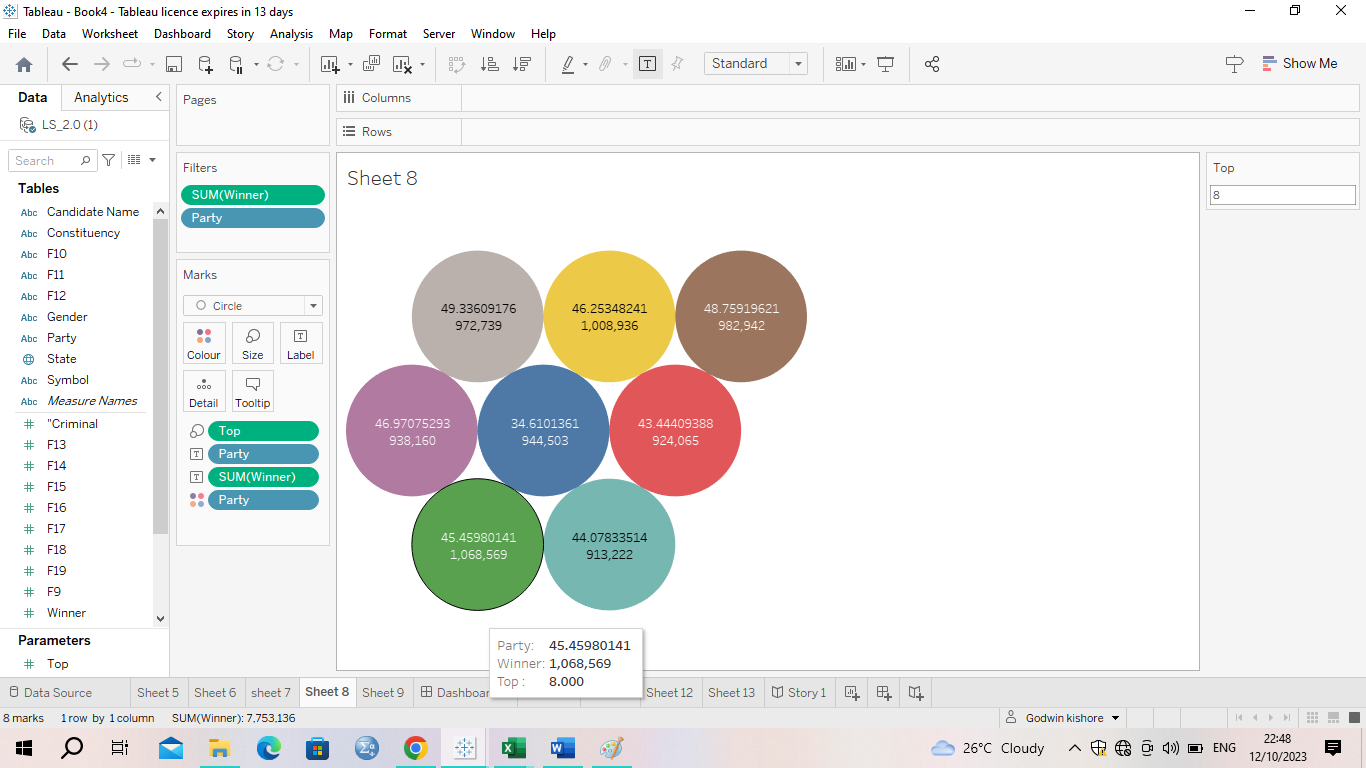 Tableau - Book4 - Tableau licence expires in 13 days
File Data Worksheet Dashboard Story Analysis Map Format Server Window Help
Standard
Show Me
Data Analytics
LS_2.0 (1)
Search
Tables
Abc Candidate Name
Abc Constituency
Abc F10
Abc F11
Abc F12
Abc Gender
Abc Party
State
Abc Symbol
Abc Measure Names
# "Criminal
# F13
# F14
# F15
# F16
# F17
# F18
# F19
# F9
# Winner
Parameters
# Top
Pages
Filters
SUM(Winner)
Party
Marks
Circle
Colour Size Label
Detail Tooltip
Top
Party
SUM(Winner)
Party
Columns
Rows
Sheet 8
49.33609176
972,739
46.25348241
1,008,936
48.75919621
982,942
46.97075293
938,160
34.6101361
944,503
43.44409388
924,065
45.45980141
1,068,569
44.07833514
913,222
Party: 45.45980141
Winner: 1,068,569
Top : 8.000
Top
8
Data Source Sheet 5 Sheet 6 sheet 7 Sheet 8 Sheet 9 Sheet 12 Sheet 13 Story 1
8 marks 1 row by 1 column SUM(Winner): 7,753,136
Godwin kishore
26°C Cloudy
ENG
22:48
12/10/2023